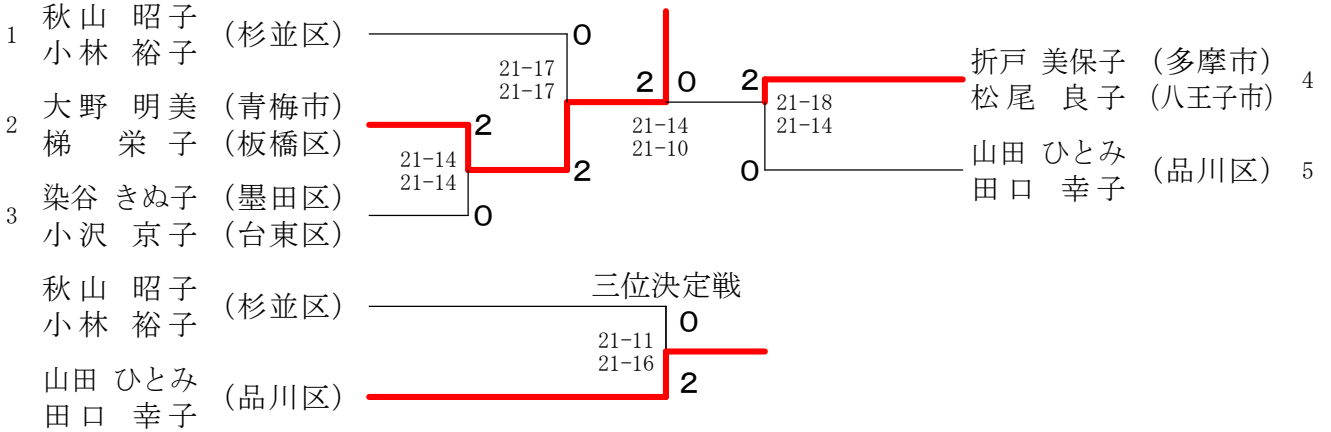 1 秋山 昭子 (杉並区) 0
小林 裕子
21-17
21-17
2 0
21-14
21-10
2 折戸 美保子 (多摩市) 4
21-18 松尾 良子 (八王子市)
21-14
2 大野 明美 (青梅市) 2
梯 栄子 (板橋区)
21-14
21-14
2
0 山田 ひとみ (品川区) 5
田口 幸子
3 染谷 きぬ子 (墨田区) 0
小沢 京子 (台東区)
三位決定戦
秋山 昭子 (杉並区) 0
小林 裕子
21-11
21-16
山田 ひとみ (品川区) 2
田口 幸子